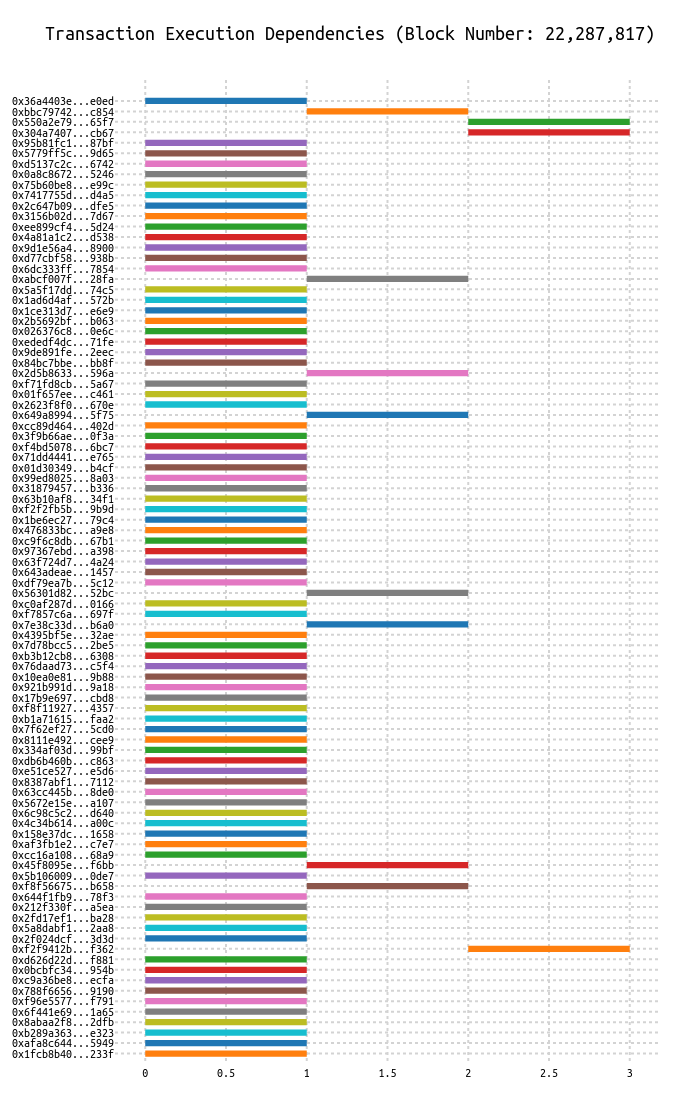 Transaction Execution Dependencies (Block Number: 22,287,817)
0x36a4403e...e0ed
0xbbc79742...c854
0x550a2e79...65f7
0x304a7407...cb67
0x95b81fc1...87bf
0x5779ff5c...9d65
0xd5137c2c...6742
0x0a8c8672...5246
0x75b60be8...e99c
0x7417755d...d4a5
0x2c647b09...dfe5
0x3156b02d...7d67
0xee899cf4...5d24
0x4a81a1c2...d538
0x9d1e56a4...8900
0xd77cbf58...938b
0x6dc333ff...7854
0xabcf007f...28fa
0x5a5f17dd...74c5
0x1ad6d4af...572b
0x1ce313d7...e6e9
0x2b5692bf...b063
0x026376c8...0e6c
0xededf4dc...71fe
0x9de891fe...2eec
0x84bc7bbe...bb8f
0x2d5b8633...596a
0xf71fd8cb...5a67
0x01f657ee...c461
0x2623f8f0...670e
0x649a8994...5f75
0xcc89d464...402d
0x3f9b66ae...0f3a
0xf4bd5078...6bc7
0x71dd4441...e765
0x01d30349...b4cf
0x99ed8025...8a03
0x31879457...b336
0x63b10af8...34f1
0xf2f2fb5b...9b9d
0x1be6ec27...79c4
0x476833bc...a9e8
0xc9f6c8db...67b1
0x97367ebd...a398
0x63f724d7...4a24
0x643adeae...1457
0xdf79ea7b...5c12
0x56301d82...52bc
0xc0af287d...0166
0xf7857c6a...697f
0x7e38c33d...b6a0
0x4395bf5e...32ae
0x7d78bcc5...2be5
0xb3b12cb8...6308
0x76daad73...c5f4
0x10ea0e81...9b88
0x921b991d...9a18
0x17b9e697...cbd8
0xf8f11927...4357
0xb1a71615...faa2
0x7f62ef27...5cd0
0x8111e492...cee9
0x334af03d...99bf
0xdb6b460b...c863
0xe51ce527...e5d6
0x8387abf1...7112
0x63cc445b...8de0
0x5672e15e...a107
0x6c98c5c2...d640
0x4c34b614...a00c
0x158e37dc...1658
0xaf3fb1e2...c7e7
0xcc16a108...68a9
0x45f8095e...f6bb
0x5b106009...0de7
0xf8f56675...b658
0x644f1fb9...78f3
0x212f330f...a5ea
0x2fd17ef1...ba28
0x5a8dabf1...2aa8
0x2f024dcf...3d3d
0xf2f9412b...f362
0xd626d22d...f881
0x0bcbfc34...954b
0xc9a36be8...ecfa
0x788f6656...9190
0xf96e5577...f791
0x6f441e69...1a65
0x8abaa2f8...2dfb
0xb289a363...e323
0xafa8c644...5949
0x1fcb8b40...233f
0 0.5 1 1.5 2 2.5 3